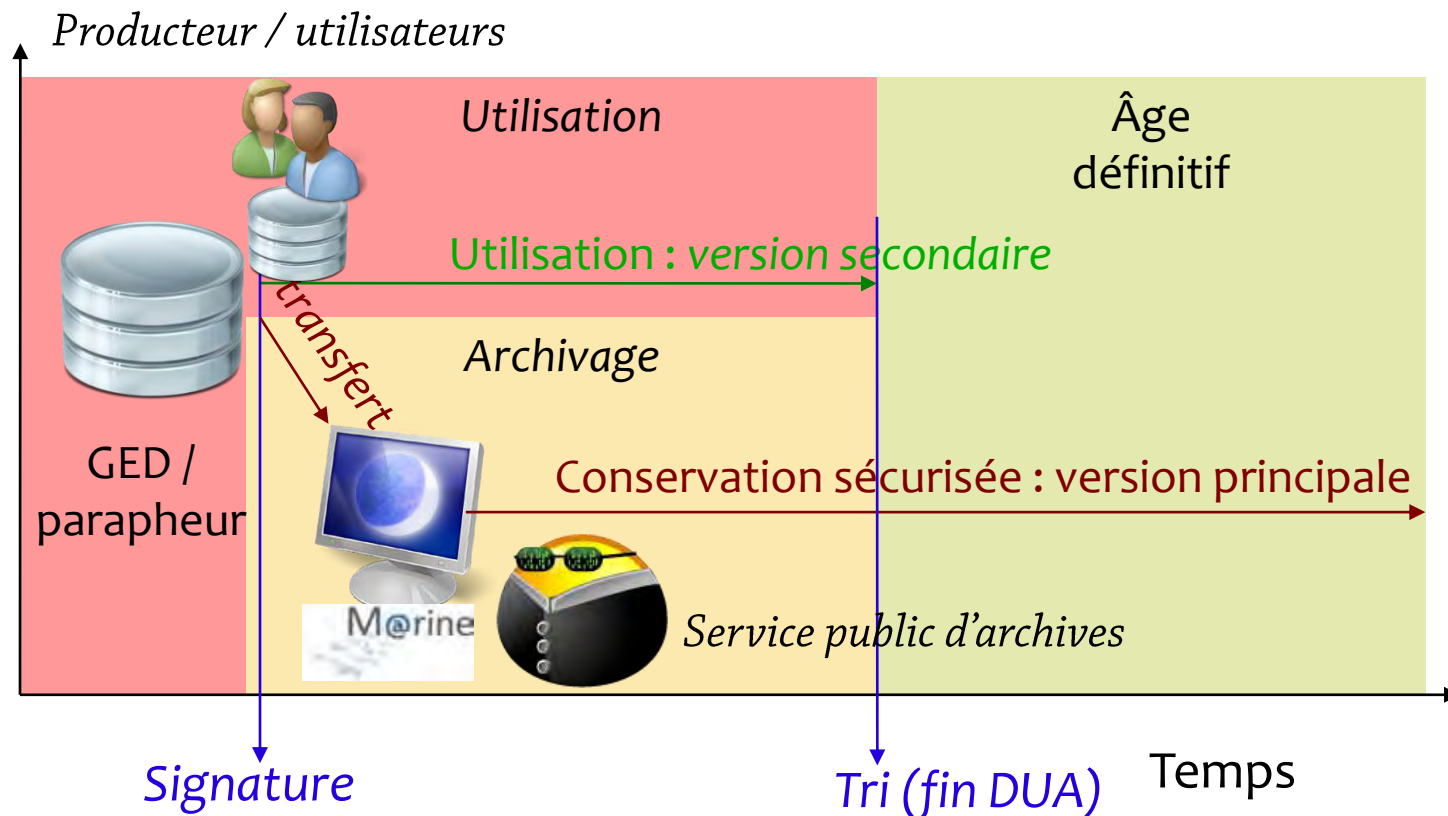 Producteur / utilisateurs
Utilisation
Âge
définitif
Utilisation : version secondaire
transfert
Archivage
GED /
parapheur
Conservation sécurisée : version principale
M@rine
Service public d’archives
Signature
Tri (fin DUA)
Temps